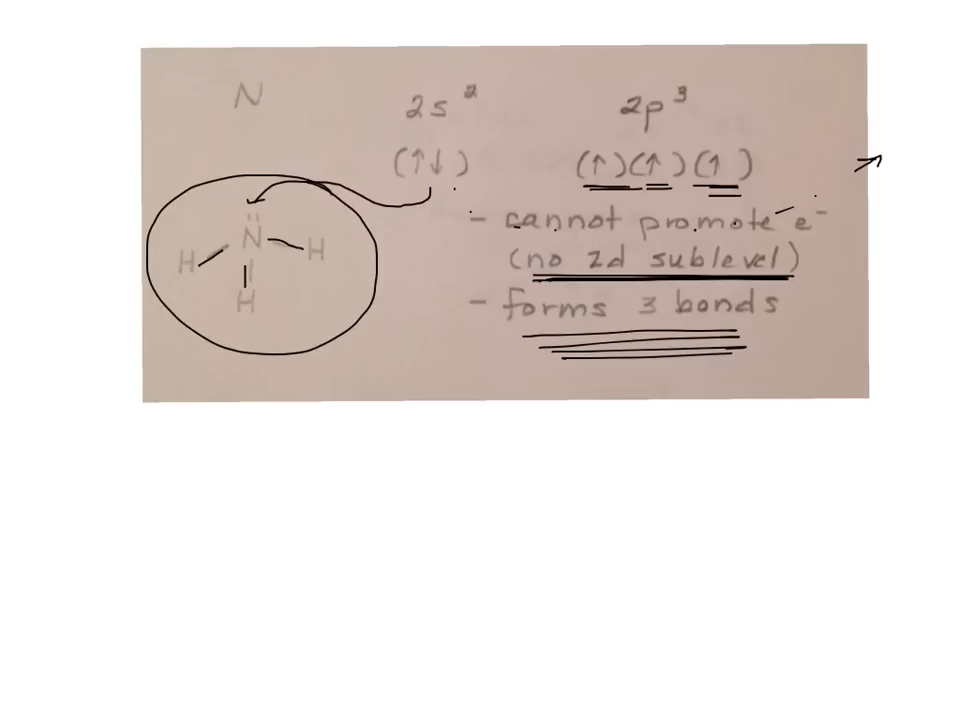 N 2s² 2p³
(↑↓) (↑)(↑)(↑)
- cannot promote e⁻
N
H H
(no 2d sublevel)
H
- forms 3 bonds